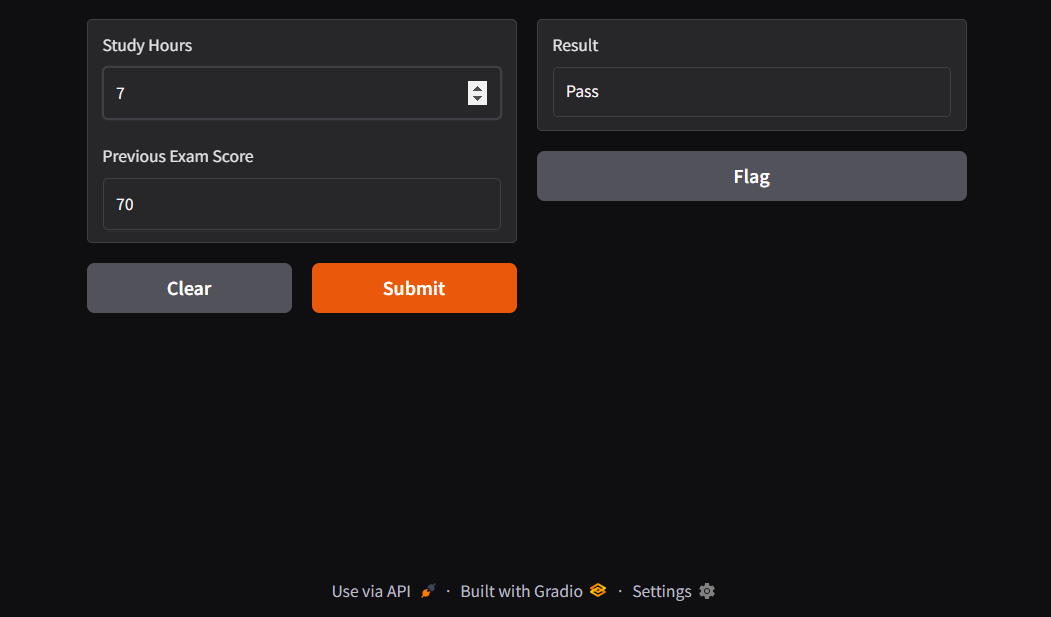 Study Hours
7
Previous Exam Score
70
Clear
Submit
Result
Pass
Flag
Use via API · Built with Gradio · Settings